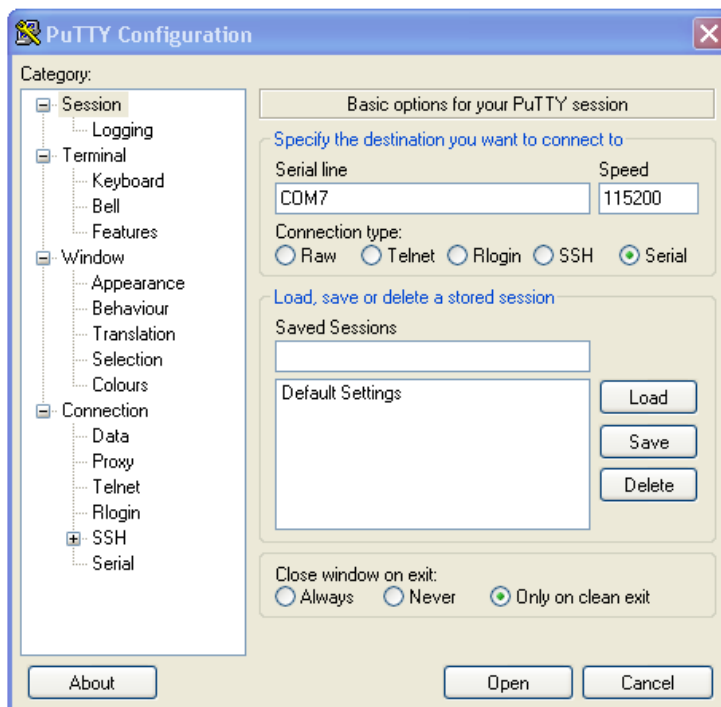 PuTTY Configuration
Category:
Session
Logging
Terminal
Keyboard
Bell
Features
Window
Appearance
Behaviour
Translation
Selection
Colours
Connection
Data
Proxy
Telnet
Rlogin
SSH
Serial
Basic options for your PuTTY session
Specify the destination you want to connect to
Serial line Speed
COM7 115200
Connection type:
Raw Telnet Rlogin SSH Serial
Load, save or delete a stored session
Saved Sessions
Default Settings
Load
Save
Delete
Close window on exit:
Always Never Only on clean exit
About Open Cancel